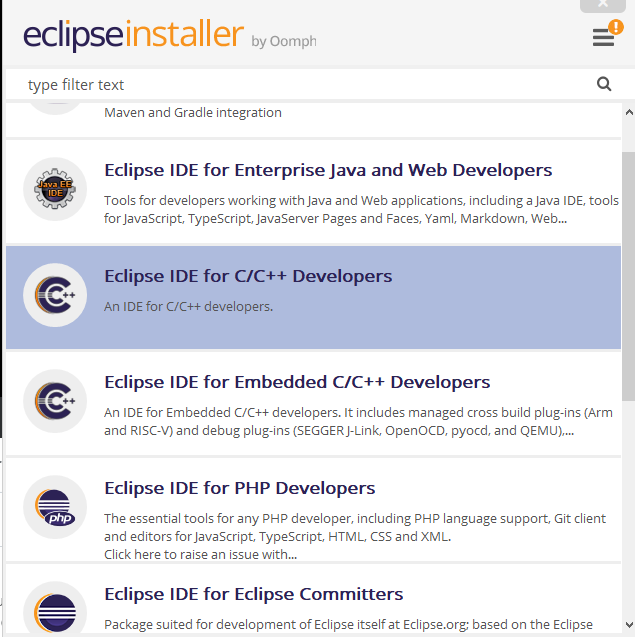 eclipseinstaller by Oomph
!
type filter text
Maven and Gradle integration
Java EE
IDE
Eclipse IDE for Enterprise Java and Web Developers
Tools for developers working with Java and Web applications, including a Java IDE, tools
for JavaScript, TypeScript, JavaServer Pages and Faces, Yaml, Markdown, Web...
C++
Eclipse IDE for C/C++ Developers
An IDE for C/C++ developers.
C++
Eclipse IDE for Embedded C/C++ Developers
An IDE for Embedded C/C++ developers. It includes managed cross build plug-ins (Arm
and RISC-V) and debug plug-ins (SEGGER J-Link, OpenOCD, pyocd, and QEMU),...
php
Eclipse IDE for PHP Developers
The essential tools for any PHP developer, including PHP language support, Git client
and editors for JavaScript, TypeScript, HTML, CSS and XML.
Click here to raise an issue with...
Eclipse IDE for Eclipse Committers
Package suited for development of Eclipse itself at Eclipse.org; based on the Eclipse